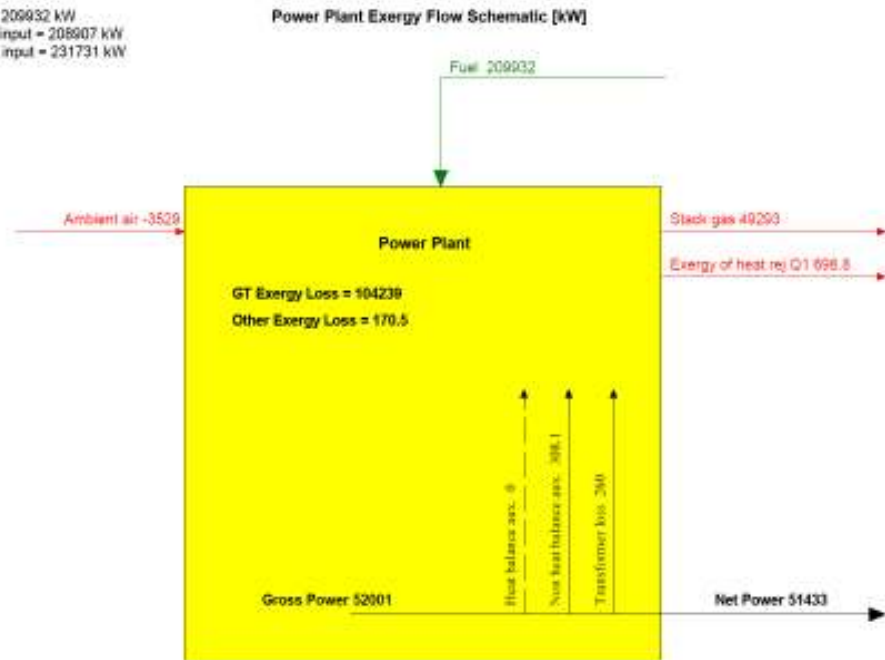 209932 kW
input = 208907 kW
input = 231731 kW
Power Plant Exergy Flow Schematic [kW]
Fuel 209932
Ambient air -3529
Stack gas 49293
Power Plant
Exergy of heat rej Q1 698.8
GT Exergy Loss = 104239
Other Exergy Loss = 170.5
Heat balance aux. 0
Non heat balance aux. 308.1
Transformer loss 260
Gross Power 52001
Net Power 51433